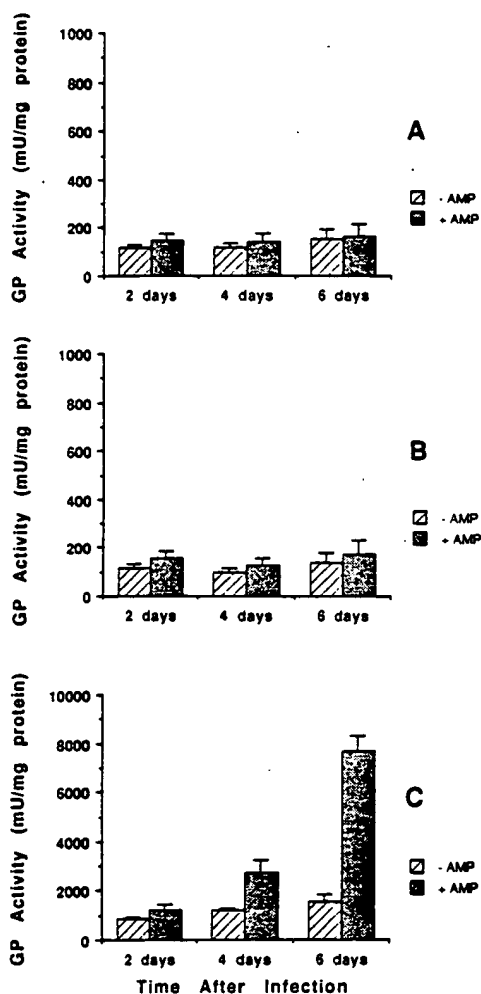 GP Activity (mU/mg protein)
1000
800
600
400
200
0
2 days 4 days 6 days
A
- AMP
+ AMP
GP Activity (mU/mg protein)
1000
800
600
400
200
0
2 days 4 days 6 days
B
- AMP
+ AMP
GP Activity (mU/mg protein)
10000
8000
6000
4000
2000
0
2 days 4 days 6 days
C
- AMP
+ AMP
Time After Infection